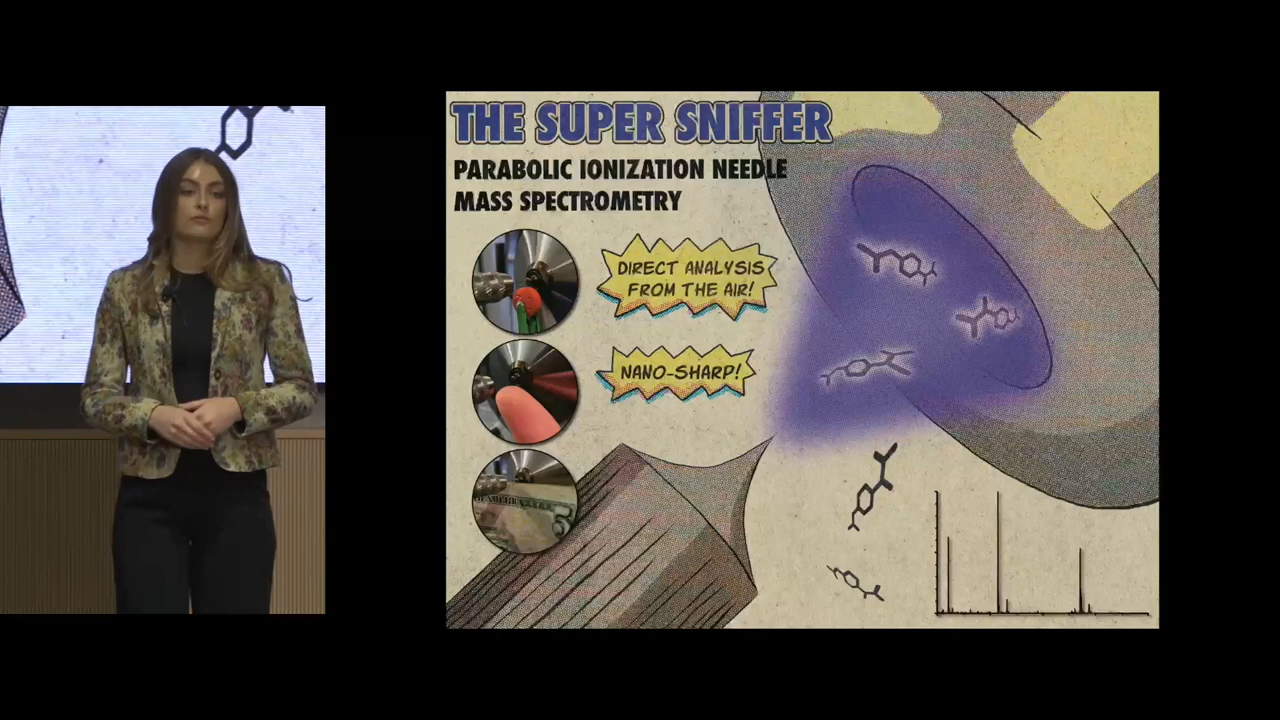 THE SUPER SNIFFER
PARABOLIC IONIZATION NEEDLE
MASS SPECTROMETRY
DIRECT ANALYSIS
FROM THE AIR!
NANO-SHARP!